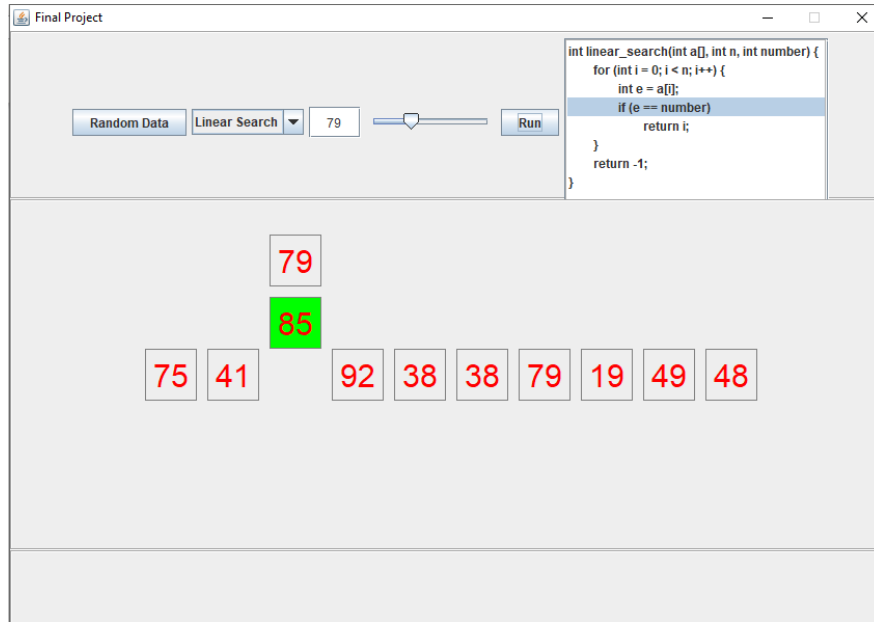 Final Project
int linear_search(int a[], int n, int number) {
for (int i = 0; i < n; i++) {
int e = a[i];
if (e == number)
return i;
}
return -1;
}
Random Data Linear Search 79 Run
79
85
75 41 92 38 38 79 19 49 48